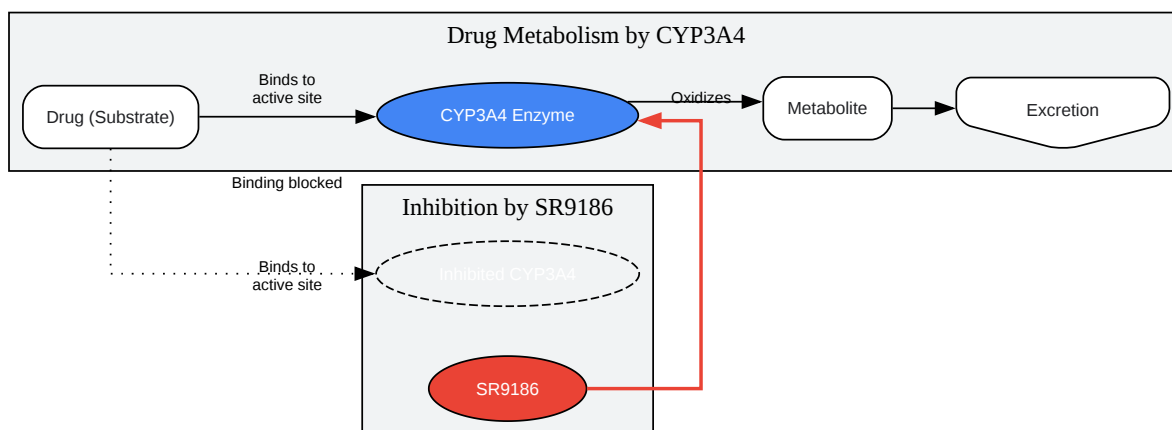 Drug Metabolism by CYP3A4
Binds to
active site
Drug (Substrate)
CYP3A4 Enzyme
Oxidizes
Metabolite
Excretion
Binding blocked
Inhibition by SR9186
Binds to
active site
Inhibited CYP3A4
SR9186